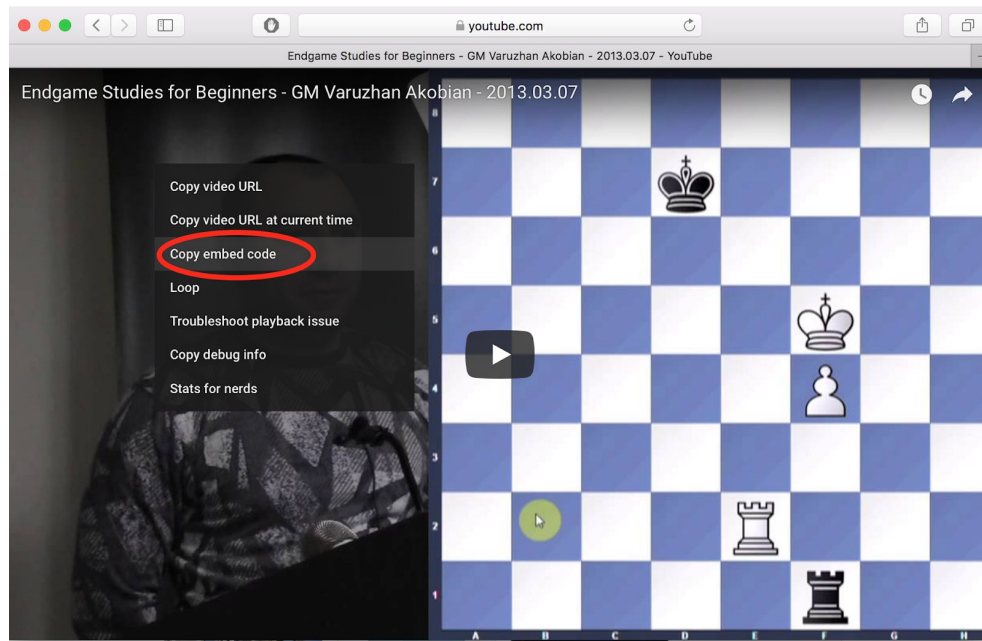 youtube.com
Endgame Studies for Beginners - GM Varuzhan Akobian - 2013.03.07 - YouTube
Endgame Studies for Beginners - GM Varuzhan Akobian - 2013.03.07
Copy video URL
Copy video URL at current time
Copy embed code
Loop
Troubleshoot playback issue
Copy debug info
Stats for nerds
8
7
6
5
4
3
2
1
A B C D E F G H